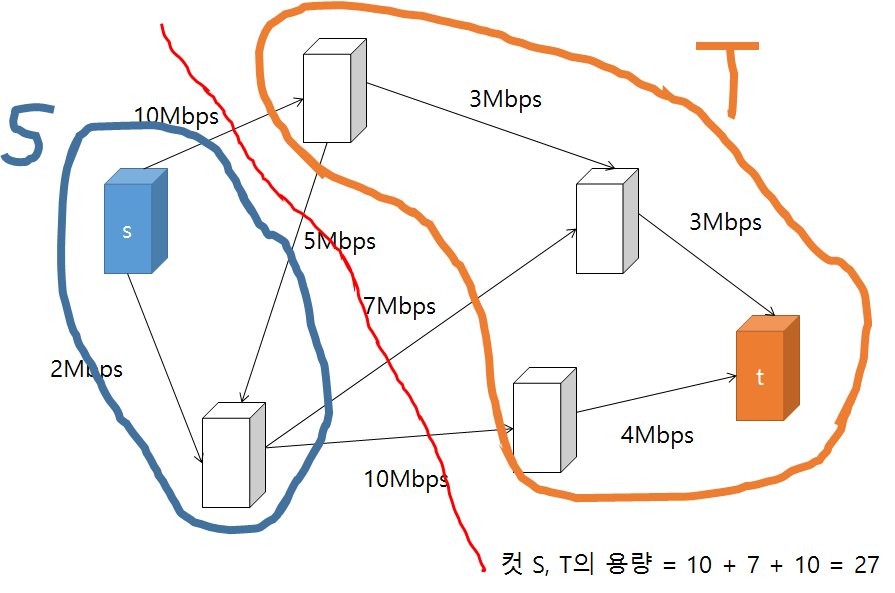 T
S
10Mbps
3Mbps
s
5Mbps
3Mbps
7Mbps
2Mbps
t
4Mbps
10Mbps
컷 S, T의 용량 = 10 + 7 + 10 = 27